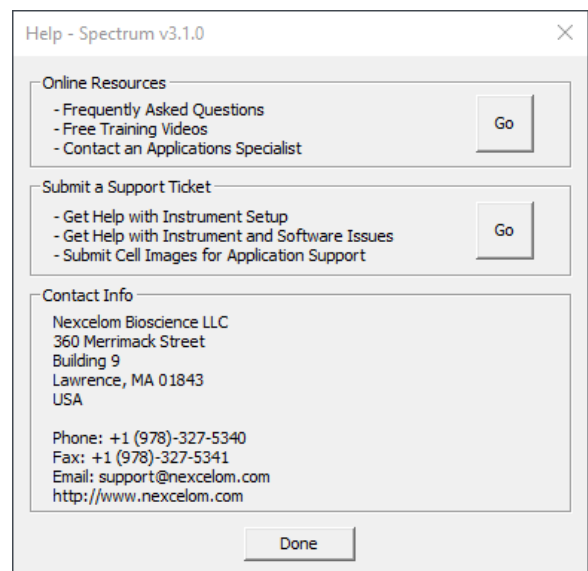 Help - Spectrum v3.1.0
Online Resources
- Frequently Asked Questions
- Free Training Videos
- Contact an Applications Specialist
Go
Submit a Support Ticket
- Get Help with Instrument Setup
- Get Help with Instrument and Software Issues
- Submit Cell Images for Application Support
Go
Contact Info
Nexcelom Bioscience LLC
360 Merrimack Street
Building 9
Lawrence, MA 01843
USA
Phone: +1 (978)-327-5340
Fax: +1 (978)-327-5341
Email: support@nexcelom.com
http://www.nexcelom.com
Done